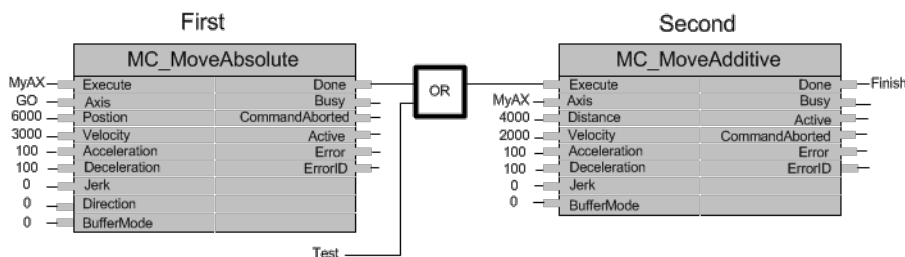 First Second
MC_MoveAbsolute MC_MoveAdditive
MyAX Execute Done OR Execute Done Finish
GO Axis Busy MyAX Axis Busy
6000 Postion CommandAborted 4000 Distance Active
3000 Velocity Active 2000 Velocity CommandAborted
100 Acceleration Error 100 Acceleration Error
100 Deceleration ErrorID 100 Deceleration ErrorID
0 Jerk 0 Jerk
0 Direction 0 BufferMode
0 BufferMode
Test